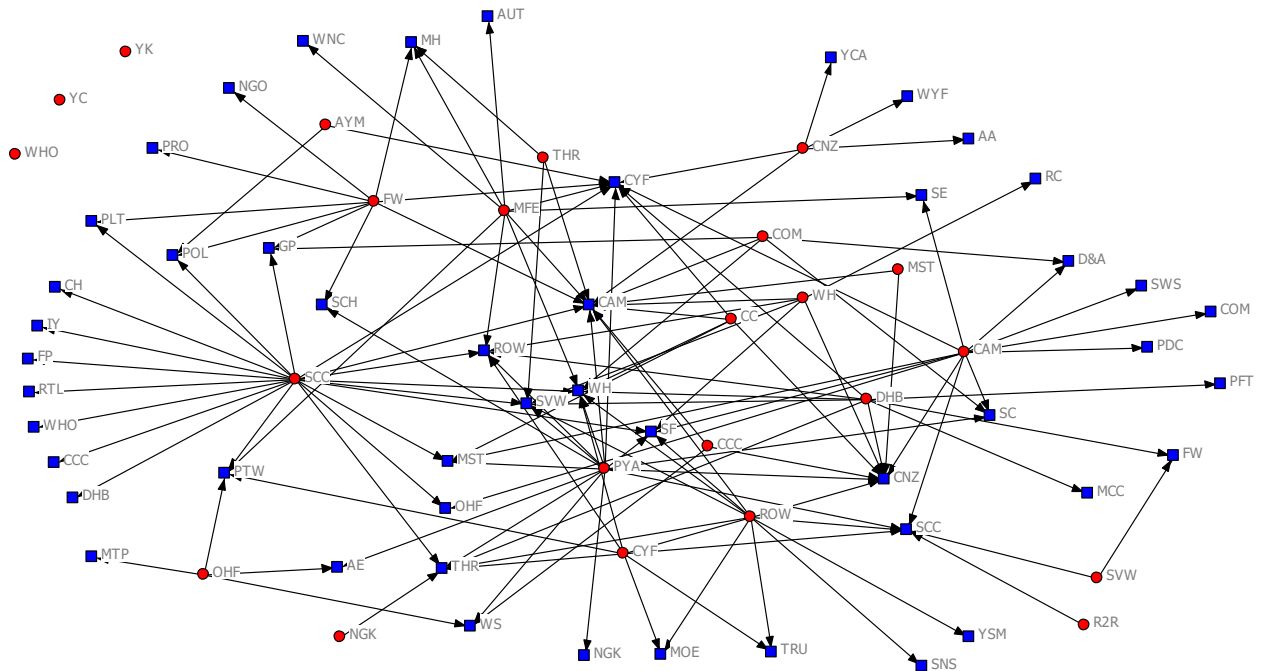 AUT
WNC
MH
YK
YCA
NGO
WYF
YC
AYM
AA
PRO
CNZ
WHO
THR
RC
CYF
SE
FW
MFE
PLT
COM
GP
POL
D&A
MST
CH
SWS
WH
SCH
CAM
COM
CC
IY
PDC
ROW
CAM
FP
SCC
PFT
RTL
WH
DHB
SVW
SC
WHO
SF
CCC
FW
CCC
MST
PYA
PTW
CNZ
MCC
DHB
OHF
ROW
SCC
CYF
MTP
AE
THR
OHF
SVW
WS
R2R
NGK
YSM
TRU
NGK
MOE
SNS